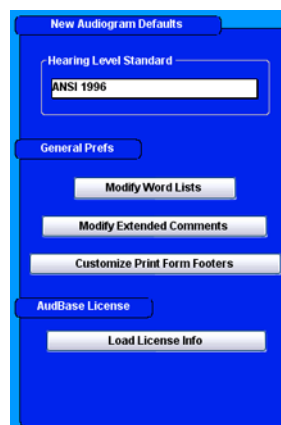 New Audiogram Defaults
Hearing Level Standard
ANSI 1996
General Prefs
Modify Word Lists
Modify Extended Comments
Customize Print Form Footers
AudBase License
Load License Info